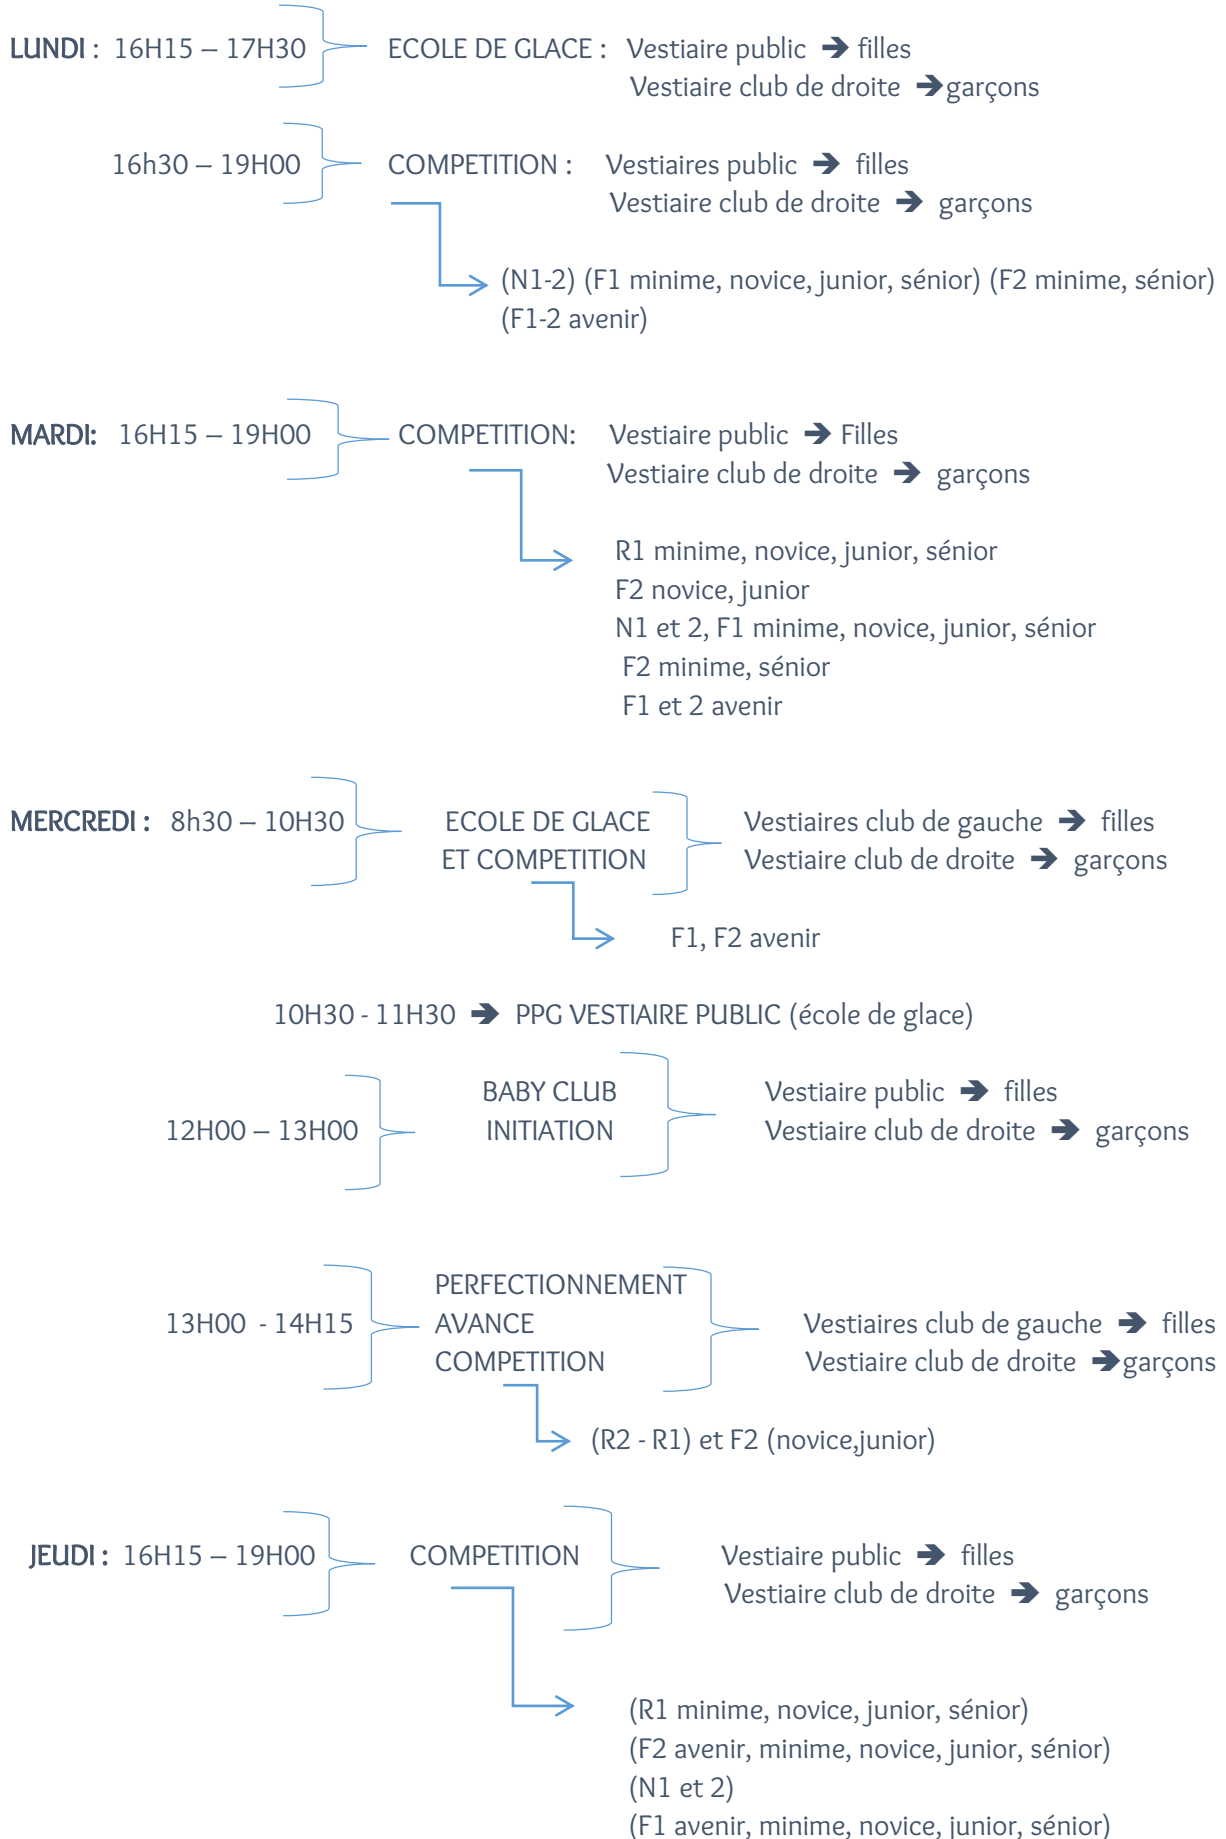 LUNDI : 16H15 – 17H30 ECOLE DE GLACE : Vestiaire public ➔ filles
Vestiaire club de droite ➔garçons
16h30 – 19H00 COMPETITION : Vestiaires public ➔ filles
Vestiaire club de droite ➔ garçons
(N1-2) (F1 minime, novice, junior, sénior) (F2 minime, sénior)
(F1-2 avenir)
MARDI: 16H15 – 19H00 COMPETITION: Vestiaire public ➔ Filles
Vestiaire club de droite ➔ garçons
R1 minime, novice, junior, sénior
F2 novice, junior
N1 et 2, F1 minime, novice, junior, sénior
F2 minime, sénior
F1 et 2 avenir
MERCREDI : 8h30 – 10H30 ECOLE DE GLACE Vestiaires club de gauche ➔ filles
ET COMPETITION Vestiaire club de droite ➔ garçons
F1, F2 avenir
10H30 - 11H30 ➔ PPG VESTIAIRE PUBLIC (école de glace)
BABY CLUB Vestiaire public ➔ filles
12H00 – 13H00 INITIATION Vestiaire club de droite ➔ garçons
PERFECTIONNEMENT
13H00 - 14H15 AVANCE Vestiaires club de gauche ➔ filles
COMPETITION Vestiaire club de droite ➔garçons
(R2 - R1) et F2 (novice,junior)
JEUDI : 16H15 – 19H00 COMPETITION Vestiaire public ➔ filles
Vestiaire club de droite ➔ garçons
(R1 minime, novice, junior, sénior)
(F2 avenir, minime, novice, junior, sénior)
(N1 et 2)
(F1 avenir, minime, novice, junior, sénior)